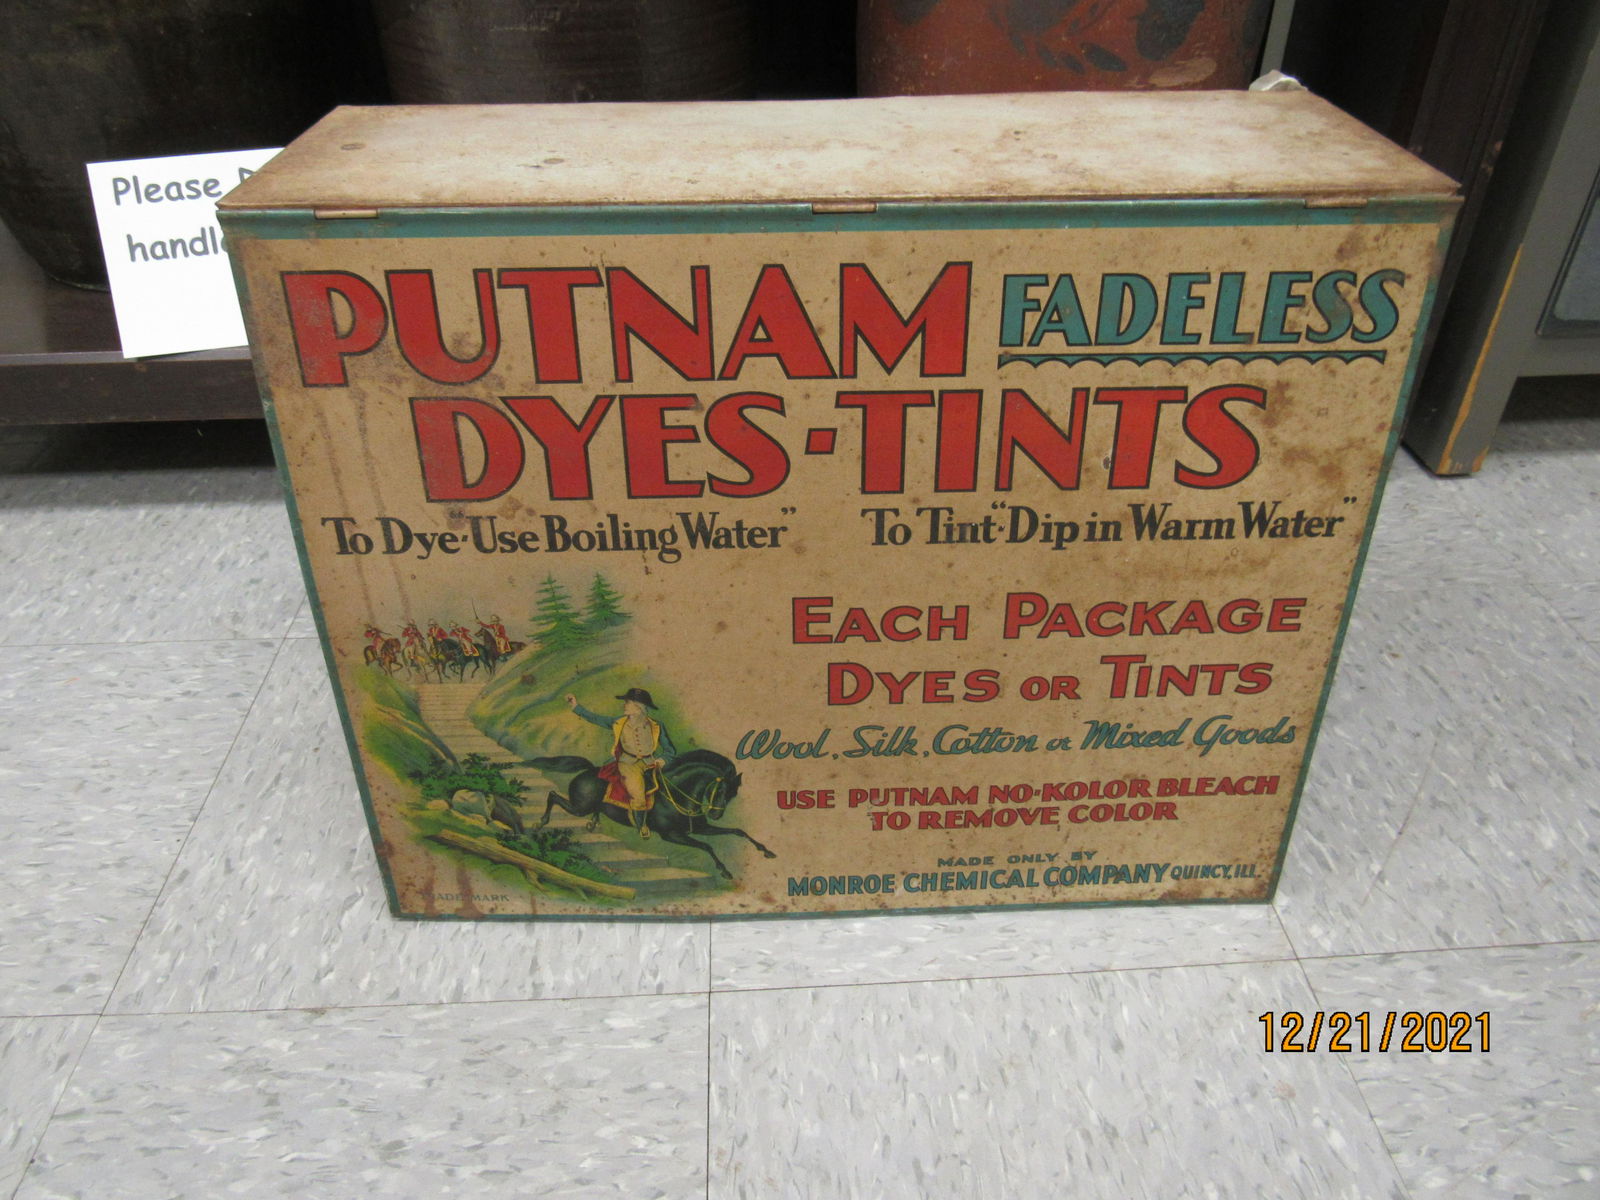 Please
handle
PUTNAM FADELESS
DYES·TINTS
To Dye-"Use Boiling Water" To Tint-"Dip in Warm Water"
EACH PACKAGE
DYES OR TINTS
Wool, Silk, Cotton or Mixed Goods
USE PUTNAM NO-KOLOR BLEACH
TO REMOVE COLOR
MADE ONLY BY
MONROE CHEMICAL COMPANY QUINCY, ILL.
TRADE MARK
12/21/2021